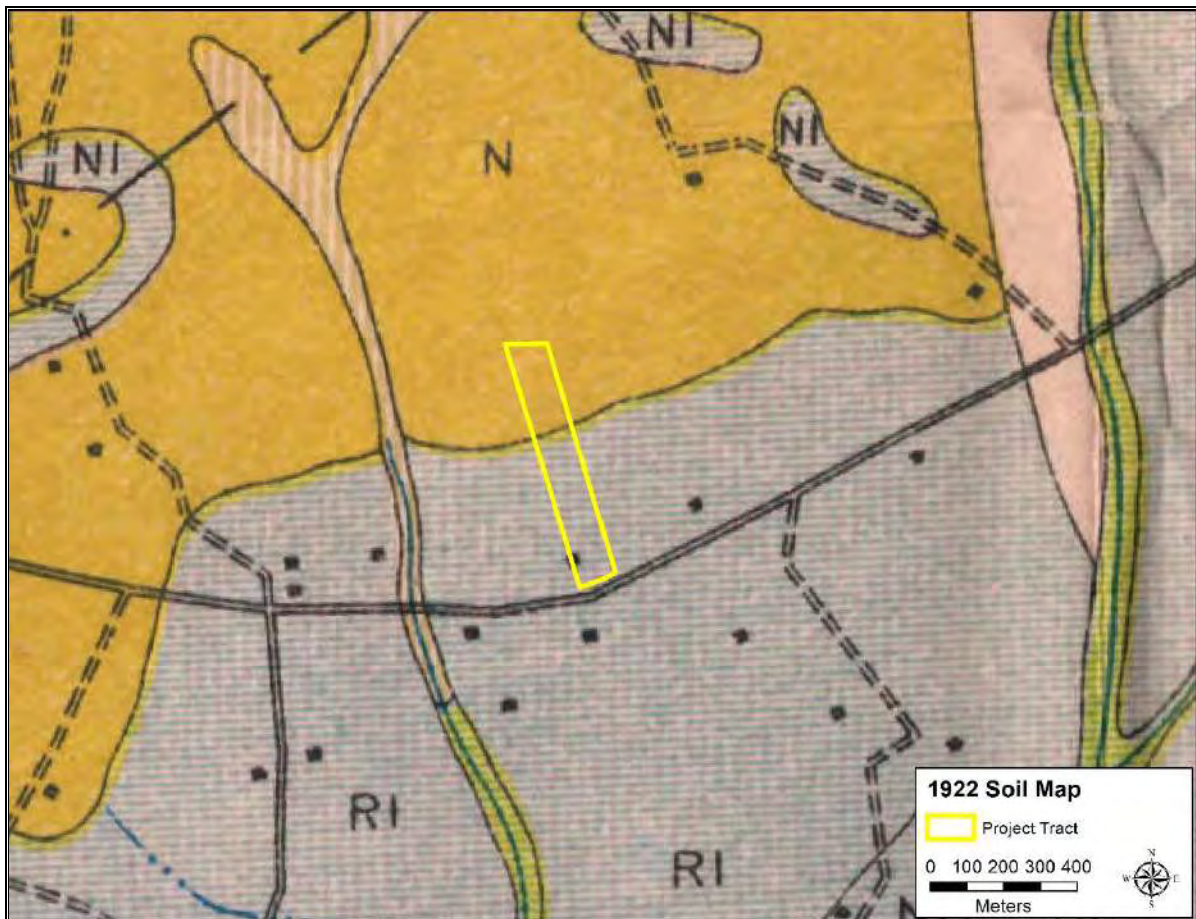 NI
NI
N
NI
RI
RI
1922 Soil Map
Project Tract
0 100 200 300 400
Meters
N
W E
S